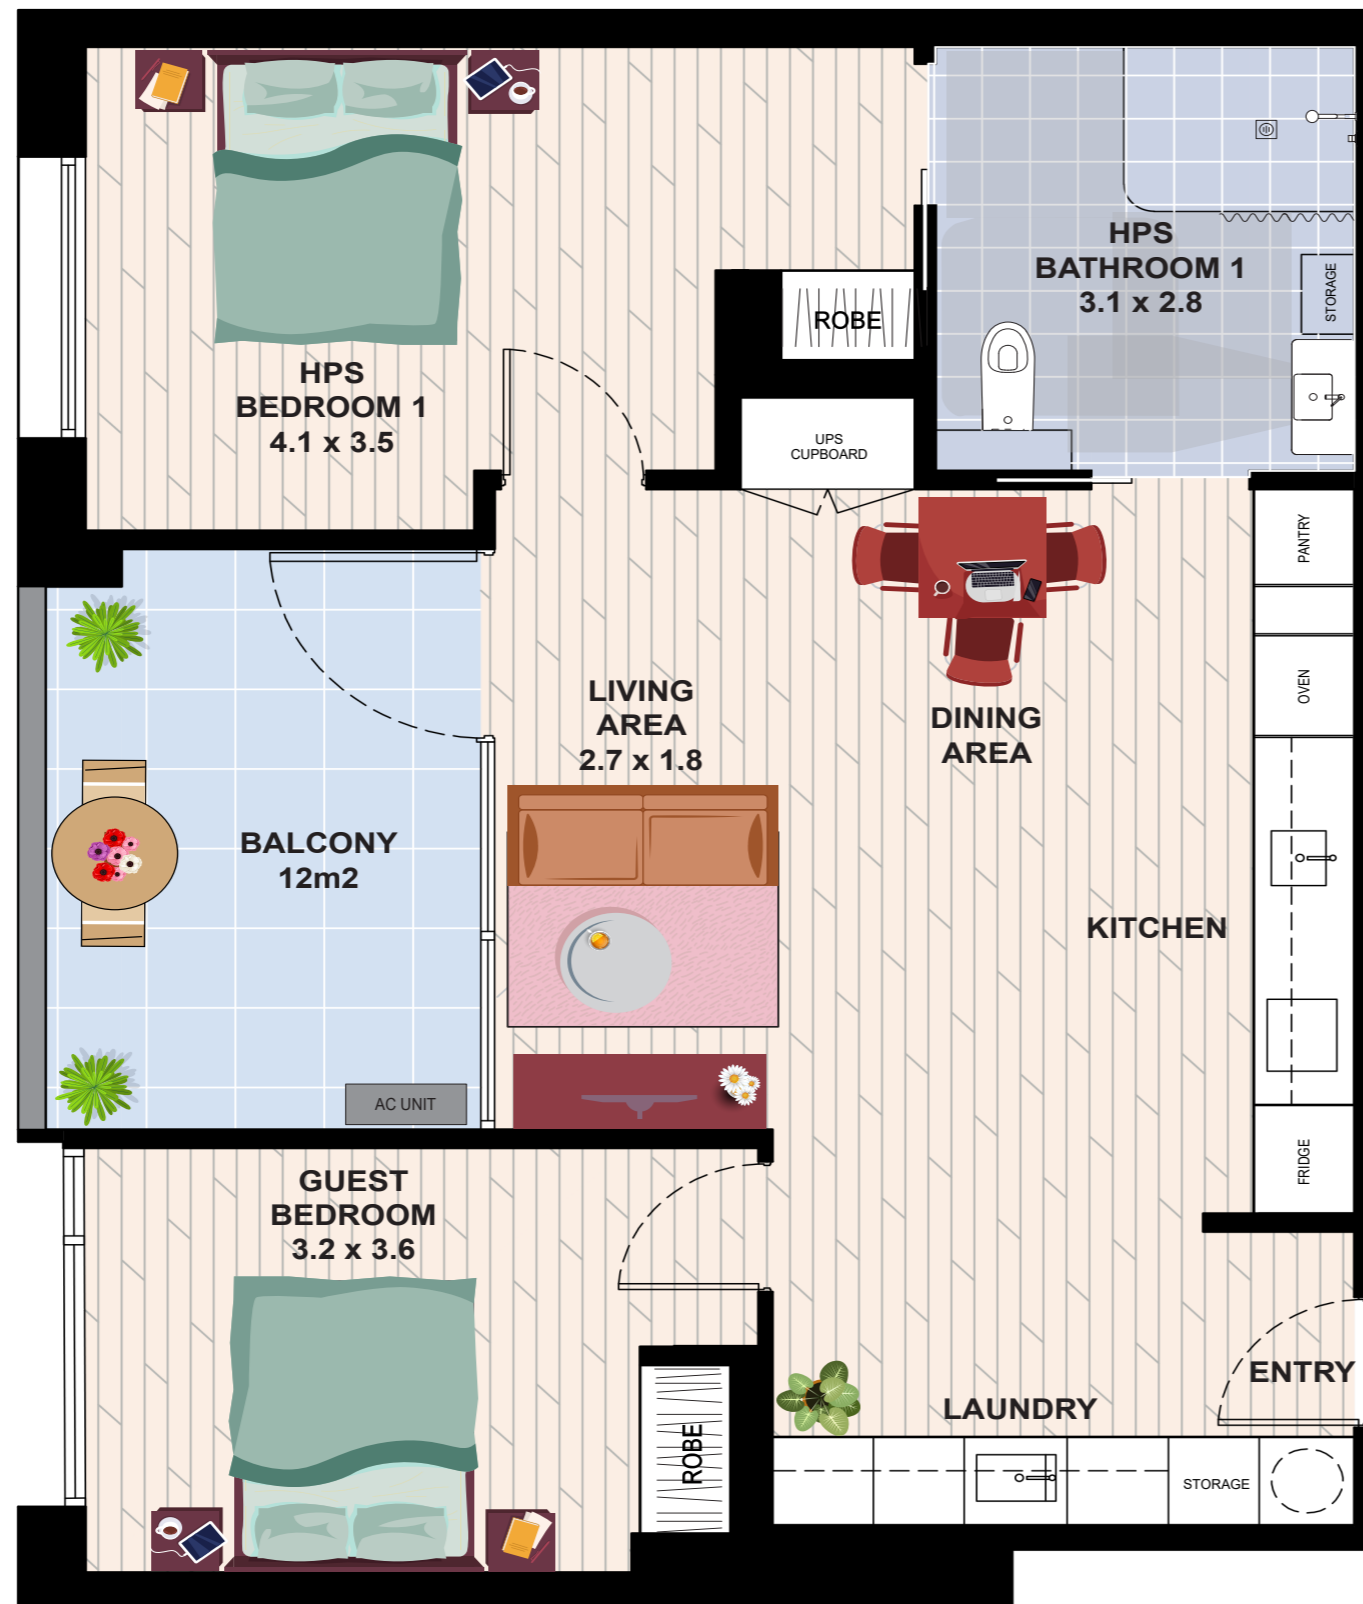 HPS
BATHROOM 1
3.1 x 2.8
STORAGE
ROBE
HPS
BEDROOM 1
4.1 x 3.5
UPS
CUPBOARD
PANTRY
OVEN
LIVING
AREA
2.7 x 1.8
DINING
AREA
BALCONY
12m2
KITCHEN
AC UNIT
FRIDGE
GUEST
BEDROOM
3.2 x 3.6
ENTRY
LAUNDRY
ROBE
STORAGE